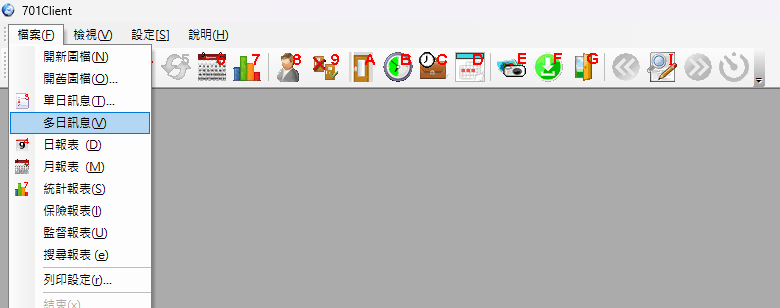 701Client
檔案(F) 檢視(V) 設定[S] 說明(H)
開新圖檔(N)
開舊圖檔(O)...
單日訊息(T)...
多日訊息(V)
日報表 (D)
月報表 (M)
統計報表(S)
保險報表(I)
監督報表(U)
搜尋報表 (e)
列印設定(r)...
結束(x)
5 6 7 8 9 A B C D E F G I